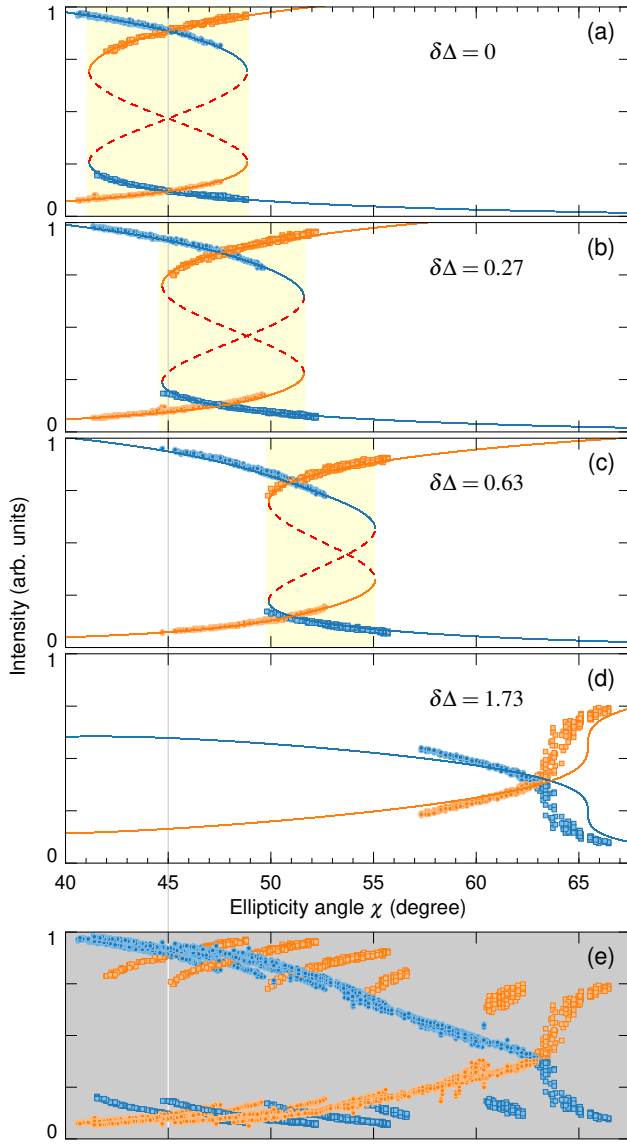 1
(a)
δΔ = 0
0
1
(b)
δΔ = 0.27
0
1
(c)
δΔ = 0.63
0
1
(d)
δΔ = 1.73
0
40 45 50 55 60 65
Ellipticity angle χ (degree)
Intensity (arb. units)
1
(e)
0